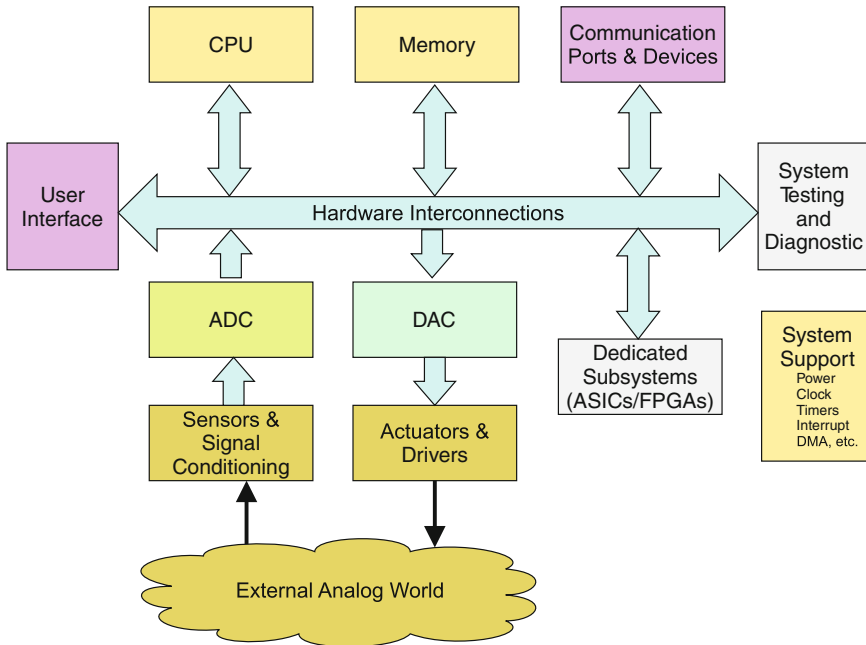 CPU
Memory
Communication
Ports & Devices
User
Interface
Hardware Interconnections
System
Testing
and
Diagnostic
ADC
DAC
Dedicated
Subsystems
(ASICs/FPGAs)
System
Support
Power
Clock
Timers
Interrupt
DMA, etc.
Sensors &
Signal
Conditioning
Actuators &
Drivers
External Analog World